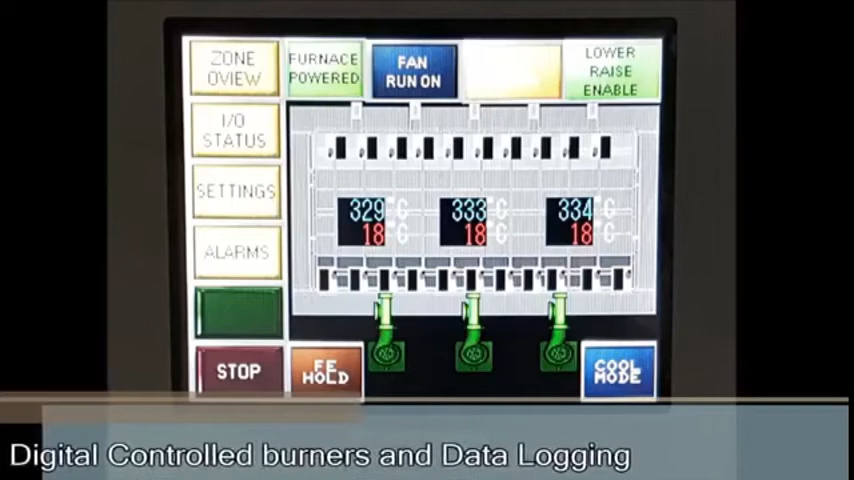 ZONE
OVIEW
FURNACE
POWERED
FAN
RUN ON
LOWER
RAISE
ENABLE
I/O
STATUS
SETTINGS
ALARMS
329°C
18°C
333°C
18°C
334°C
18°C
STOP
FE
HOLD
COOL
MODE
Digital Controlled burners and Data Logging